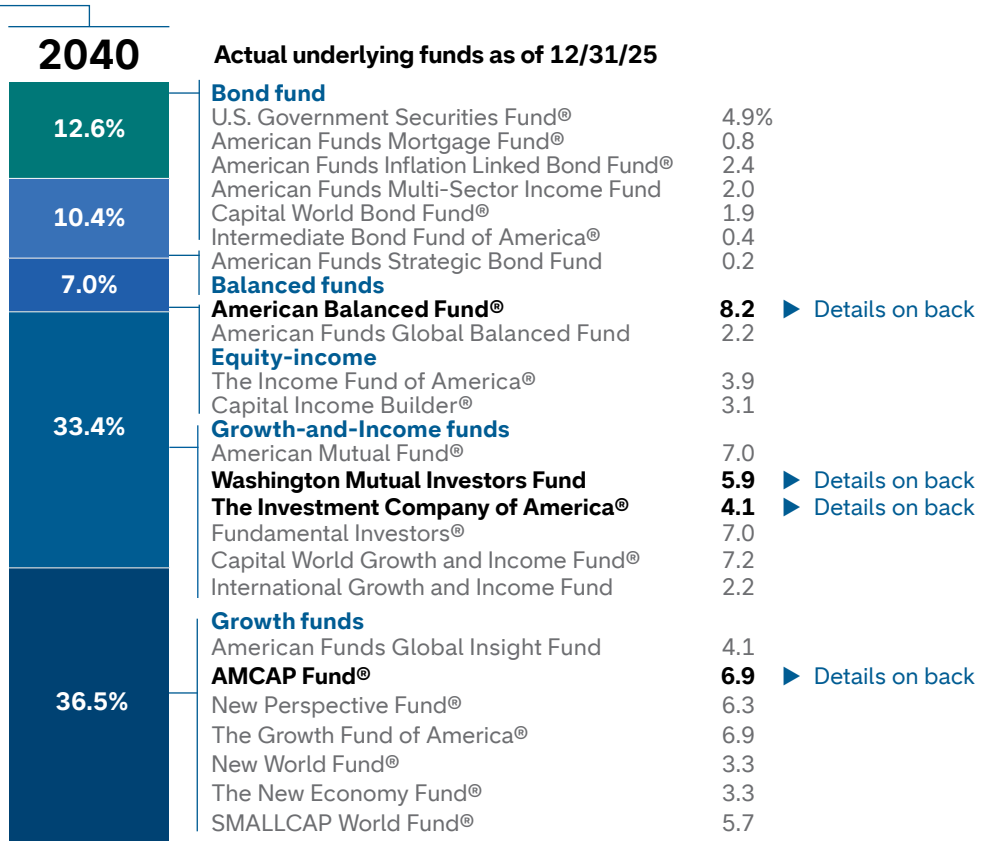 2040
Actual underlying funds as of 12/31/25
12.6%
10.4%
7.0%
33.4%
36.5%
Bond fund
U.S. Government Securities Fund® 4.9%
American Funds Mortgage Fund® 0.8
American Funds Inflation Linked Bond Fund® 2.4
American Funds Multi-Sector Income Fund 2.0
Capital World Bond Fund® 1.9
Intermediate Bond Fund of America® 0.4
American Funds Strategic Bond Fund 0.2
Balanced funds
American Balanced Fund® 8.2 ▶ Details on back
American Funds Global Balanced Fund 2.2
Equity-income
The Income Fund of America® 3.9
Capital Income Builder® 3.1
Growth-and-Income funds
American Mutual Fund® 7.0
Washington Mutual Investors Fund 5.9 ▶ Details on back
The Investment Company of America® 4.1 ▶ Details on back
Fundamental Investors® 7.0
Capital World Growth and Income Fund® 7.2
International Growth and Income Fund 2.2
Growth funds
American Funds Global Insight Fund 4.1
AMCAP Fund® 6.9 ▶ Details on back
New Perspective Fund® 6.3
The Growth Fund of America® 6.9
New World Fund® 3.3
The New Economy Fund® 3.3
SMALLCAP World Fund® 5.7